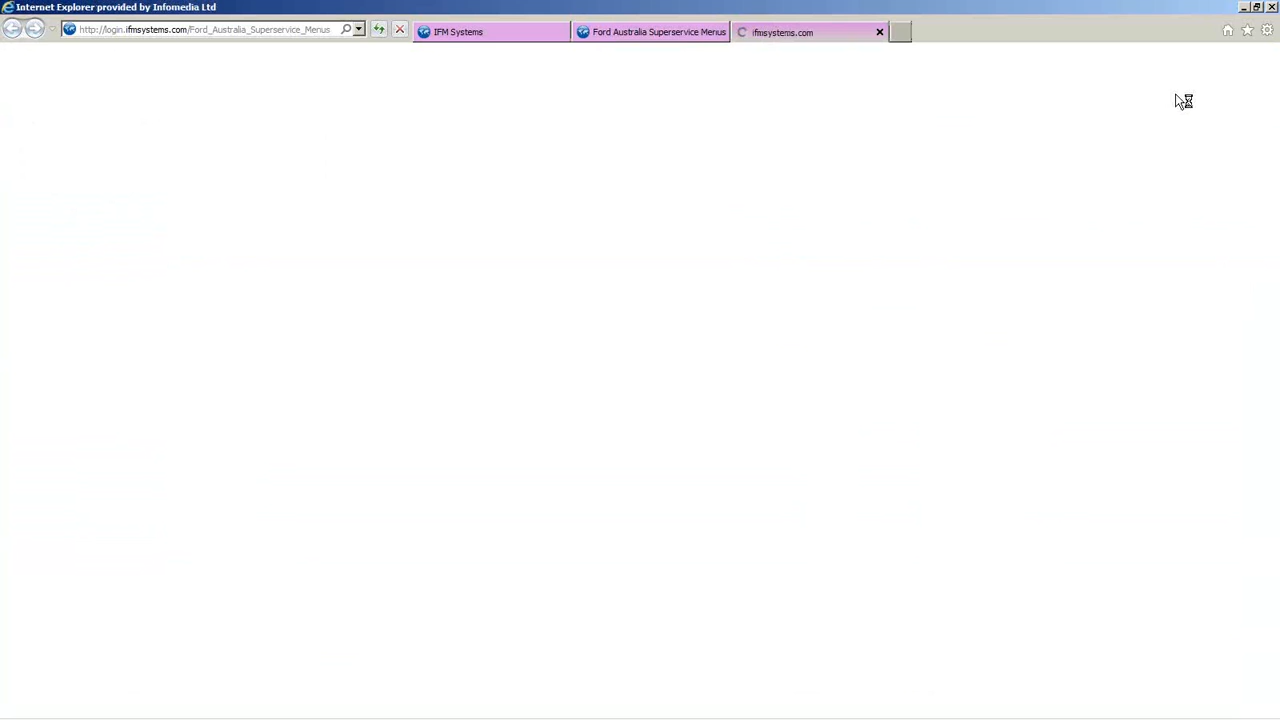 Internet Explorer provided by Infomedia Ltd
http://login.ifmsystems.com/Ford_Australia_Superservice_Menus
IFM Systems
Ford Australia Superservice Menus
ifmsystems.com